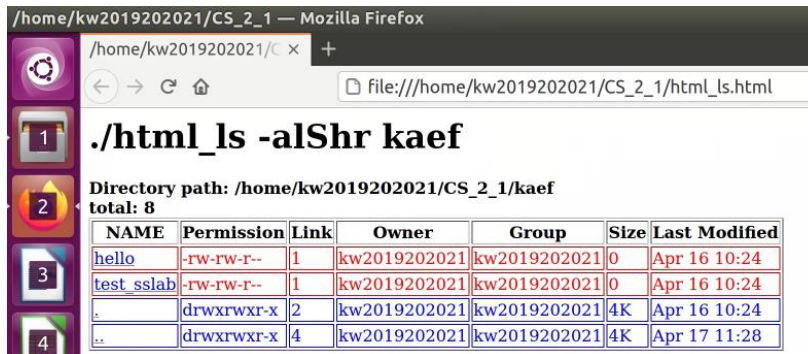 /home/kw2019202021/CS_2_1 — Mozilla Firefox
/home/kw2019202021/C × +
file:///home/kw2019202021/CS_2_1/html_ls.html
./html_ls -alShr kaef
Directory path: /home/kw2019202021/CS_2_1/kaef
total: 8
NAME Permission Link Owner Group Size Last Modified
hello -rw-rw-r-- 1 kw2019202021 kw2019202021 0 Apr 16 10:24
test_sslab -rw-rw-r-- 1 kw2019202021 kw2019202021 0 Apr 16 10:24
. drwxrwxr-x 2 kw2019202021 kw2019202021 4K Apr 16 10:24
.. drwxrwxr-x 4 kw2019202021 kw2019202021 4K Apr 17 11:28
1
2
3
4